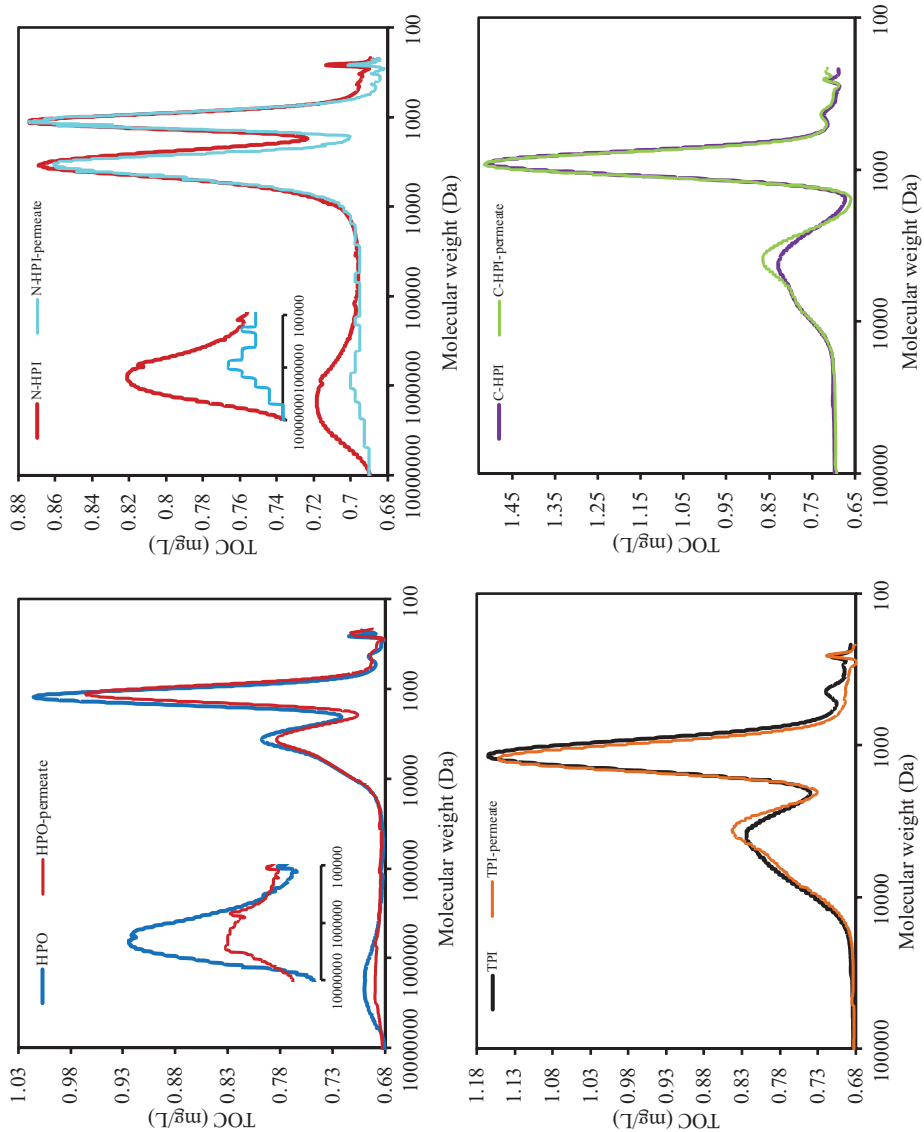 HPO
HPO-permeate
1.03
0.98
0.93
0.88
0.83
0.78
0.73
0.68
TOC (mg/L)
10000000 1000000 100000
10000000 1000000 100000 10000 1000 100
Molecular weight (Da)
N-HPI
N-HPI-permeate
0.88
0.86
0.84
0.82
0.8
0.78
0.76
0.74
0.72
0.7
TOC (mg/L)
10000000 1000000 100000
10000000 1000000 100000 10000 1000 100
Molecular weight (Da)
TPI
TPI-permeate
1.18
1.13
1.08
1.03
0.98
0.93
0.88
0.83
0.78
0.73
0.68
TOC (mg/L)
100000 10000 1000 100
Molecular weight (Da)
C-HPI
C-HPI-permeate
1.45
1.35
1.25
1.15
1.05
0.95
0.85
0.75
0.65
TOC (mg/L)
100000 10000 1000 100
Molecular weight (Da)